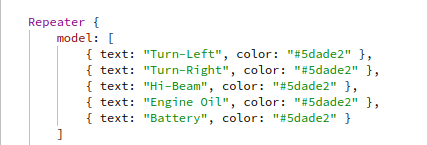 Repeater {
    model: [
        { text: "Turn-Left", color: "#5dade2" },
        { text: "Turn-Right", color: "#5dade2" },
        { text: "Hi-Beam", color: "#5dade2" },
        { text: "Engine Oil", color: "#5dade2" },
        { text: "Battery", color: "#5dade2" }
    ]